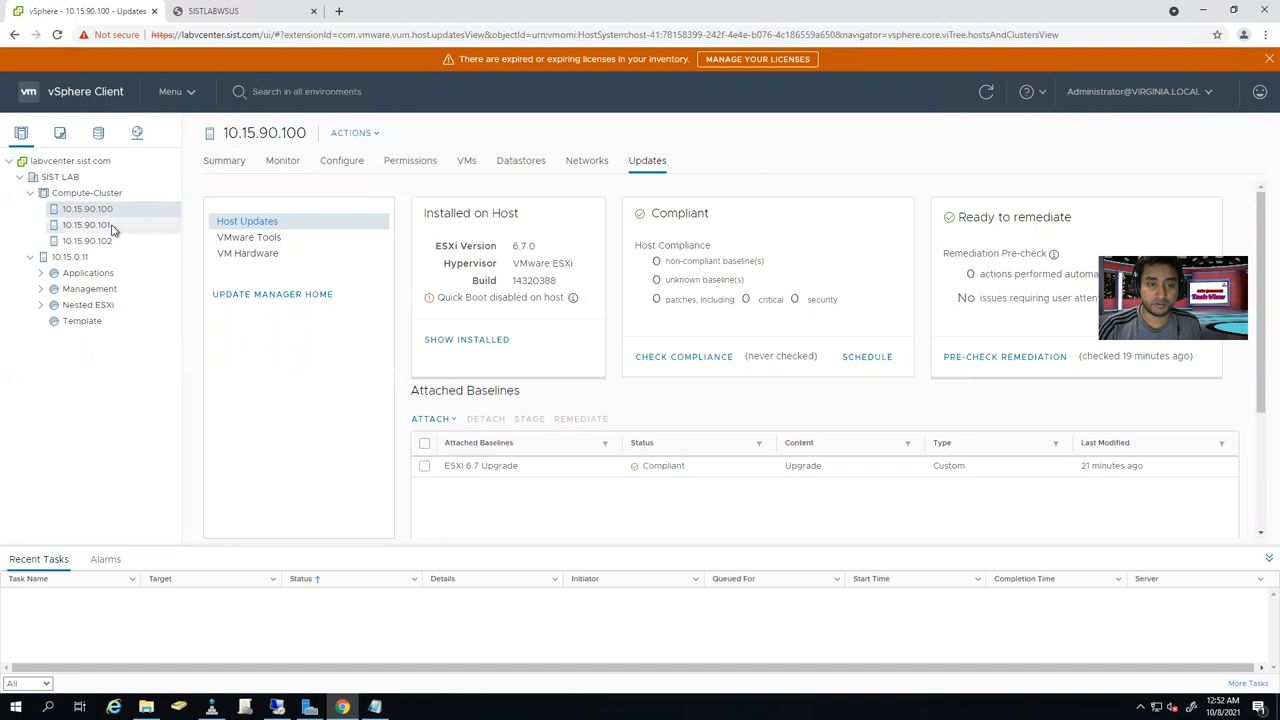 vSphere - 10.15.90.100 - Updates
SISTLABWSUS
Not secure
https://labvcenter.sist.com/ui/#?extensionId=com.vmware.vum.host.updatesView&objectId=urn:vmomi:HostSystem:host-41:78158399-242f-4e4e-b076-4c186559a650&navigator=vsphere.core.viTree.hostsAndClustersView
There are expired or expiring licenses in your inventory.
MANAGE YOUR LICENSES
vm
vSphere Client
Menu
Search in all environments
Administrator@VIRGINIA.LOCAL
labvcenter.sist.com
SIST LAB
Compute-Cluster
10.15.90.100
10.15.90.101
10.15.90.102
10.15.0.11
Applications
Management
Nested ESXi
Template
10.15.90.100
ACTIONS
Summary
Monitor
Configure
Permissions
VMs
Datastores
Networks
Updates
Host Updates
VMware Tools
VM Hardware
UPDATE MANAGER HOME
Installed on Host
ESXi Version 6.7.0
Hypervisor VMware ESXi
Build 14320388
Quick Boot disabled on host
SHOW INSTALLED
Compliant
Host Compliance
0 non-compliant baseline(s)
0 unknown baseline(s)
0 patches, including 0 critical 0 security
CHECK COMPLIANCE (never checked) SCHEDULE
Ready to remediate
Remediation Pre-check
0 actions performed automa
No issues requiring user atten
PRE-CHECK REMEDIATION (checked 19 minutes ago)
Attached Baselines
ATTACH DETACH STAGE REMEDIATE
Attached Baselines Status Content Type Last Modified
ESXI 6.7 Upgrade Compliant Upgrade Custom 21 minutes ago
Recent Tasks Alarms
Task Name Target Status Details Initiator Queued For Start Time Completion Time Server
All
More Tasks
12:52 AM
10/8/2021